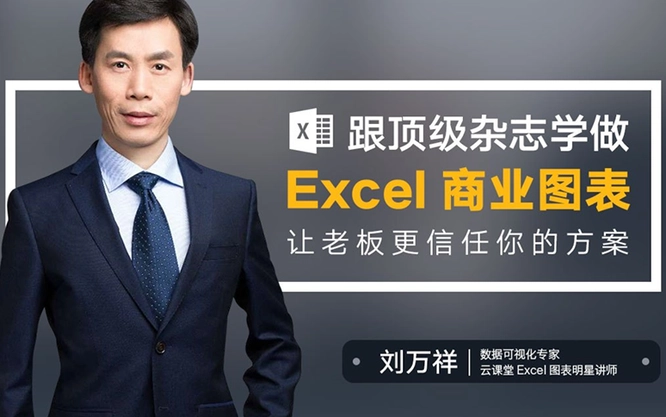 X 跟顶级杂志学做
Excel 商业图表
让老板更信任你的方案
刘万祥
数据可视化专家
云课堂 Excel 图表明星讲师